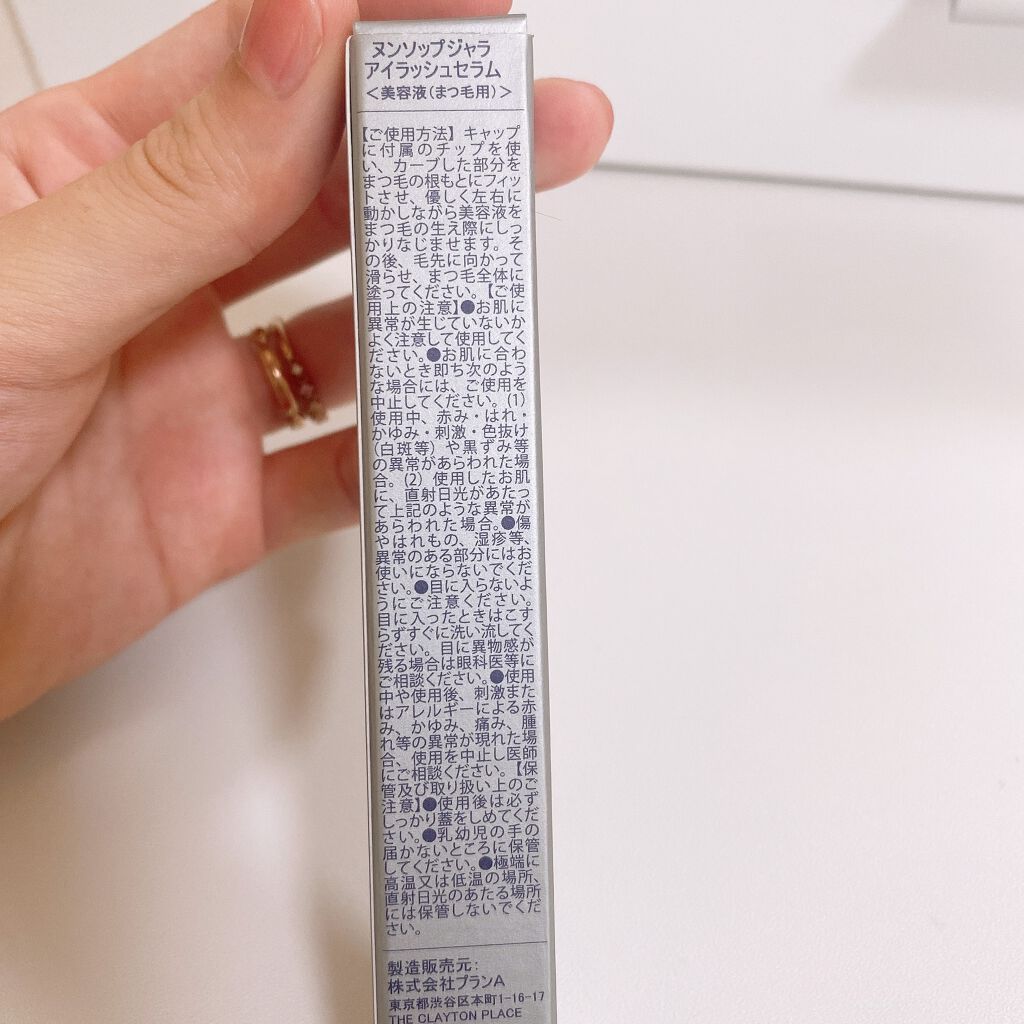 ヌンソップジャラ
アイラッシュセラム
＜美容液（まつ毛用）＞
【ご使用方法】キャップ
に付属のチップを使
い、カーブした部分を
まつ毛の根もとにフィッ
トさせ、優しく左右に
動かしながら美容液を
まつ毛の生え際にしっ
かりなじませます。そ
の後、毛先に向かって
滑らせ、まつ毛全体に
塗ってください。【ご使
用上の注意】●お肌に
異常が生じていないか
よく注意して使用してく
ださい。●お肌に合わ
ないとき即ち次のよう
な場合には、ご使用を
中止してください。(1)
使用中、赤み・はれ・
かゆみ・刺激・色抜け
（白斑等）や黒ずみ等
の異常があらわれた場
合。(2) 使用したお肌
に、直射日光があたっ
て上記のような異常が
あらわれた場合。●傷
やはれもの、湿疹等、
異常のある部分にはお
使いにならないでくだ
さい。●目に入らないよ
うにご注意ください。
目に入ったときはこす
らずすぐに洗い流してく
ださい。目に異物感が
残る場合は眼科医等に
ご相談ください。●使用
中や使用後、刺激また
はアレルギーによる赤
み、かゆみ、痛み、腫
れ等の異常が現れた場
合、使用を中止し医師
にご相談ください。【保
管及び取り扱い上のご
注意】●使用後は必ず
しっかり蓋をしめてくだ
さい。●乳幼児の手の
届かないところに保管
してください。●極端に
高温又は低温の場所、
直射日光のあたる場所
には保管しないでくだ
さい。
製造販売元：
株式会社プランA
東京都渋谷区本町1-16-17
THE CLAYTON PLACE